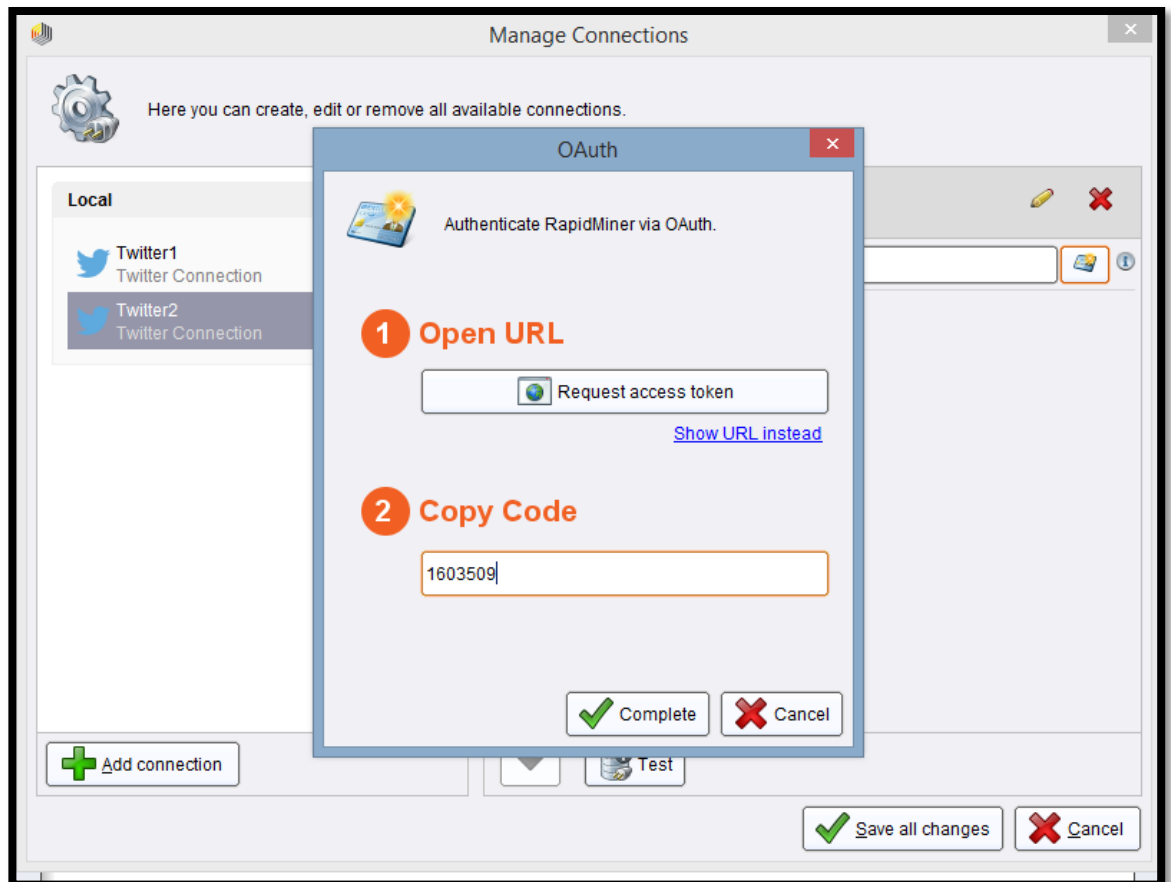 Manage Connections
Here you can create, edit or remove all available connections.
OAuth
Authenticate RapidMiner via OAuth.
Local
Twitter1
Twitter Connection
Twitter2
Twitter Connection
1 Open URL
Request access token
Show URL instead
2 Copy Code
1603509
Complete
Cancel
Add connection
Test
Save all changes
Cancel